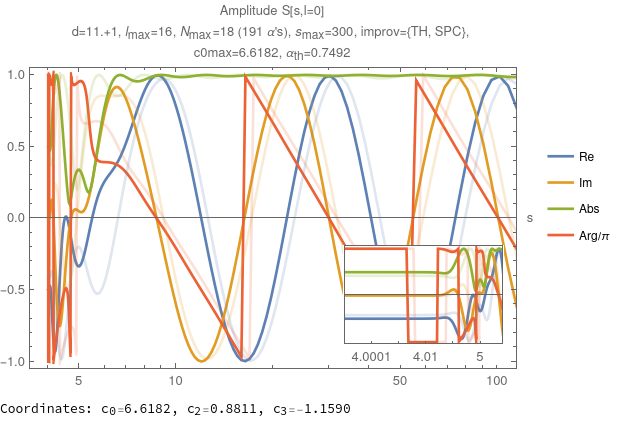 Amplitude S[s,l=0]
d=11.+1, lmax=16, Nmax=18 (191 α's), smax=300, improv={TH, SPC},
c0max=6.6182, αth=0.7492
1.0
0.5
0.0
-0.5
-1.0
5
10
50
100
s
4.0001
4.01
5
Re
Im
Abs
Arg/π
Coordinates: c0=6.6182, c2=0.8811, c3=-1.1590